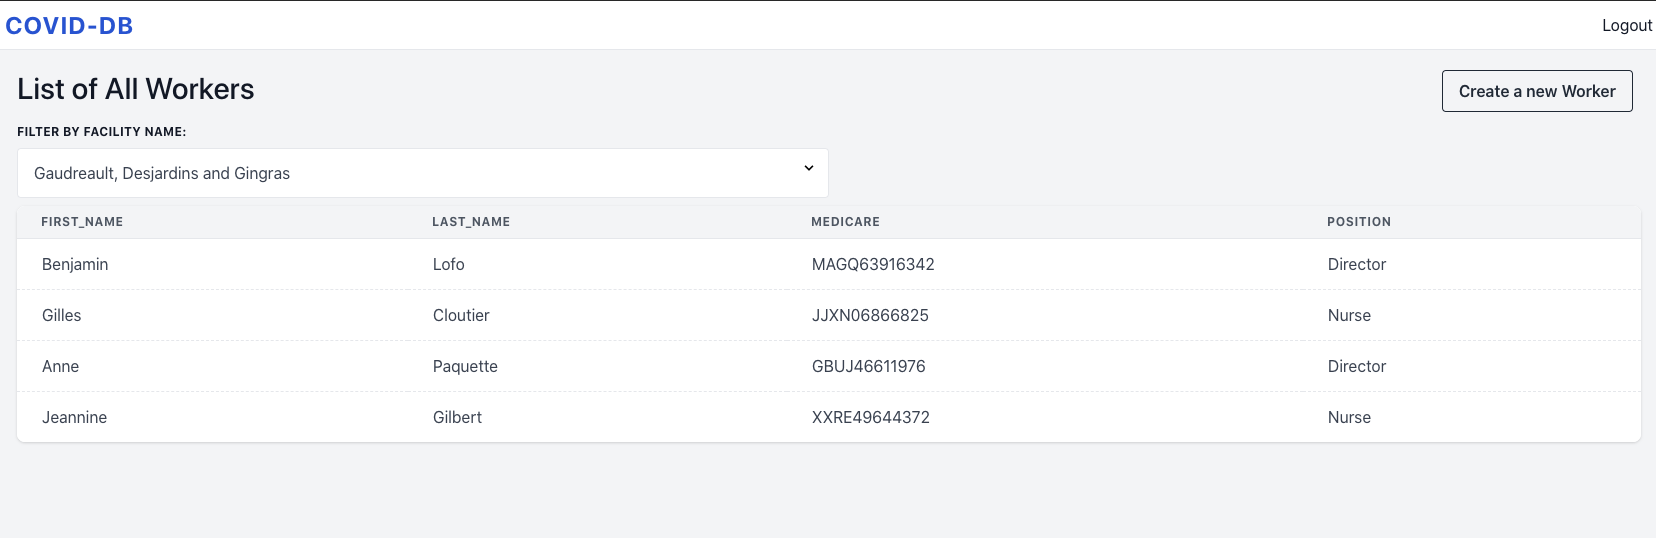 COVID-DB Logout
List of All Workers Create a new Worker
FILTER BY FACILITY NAME:
Gaudreault, Desjardins and Gingras
FIRST_NAME LAST_NAME MEDICARE POSITION
Benjamin Lofo MAGQ63916342 Director
Gilles Cloutier JJXN06866825 Nurse
Anne Paquette GBUJ46611976 Director
Jeannine Gilbert XXRE49644372 Nurse